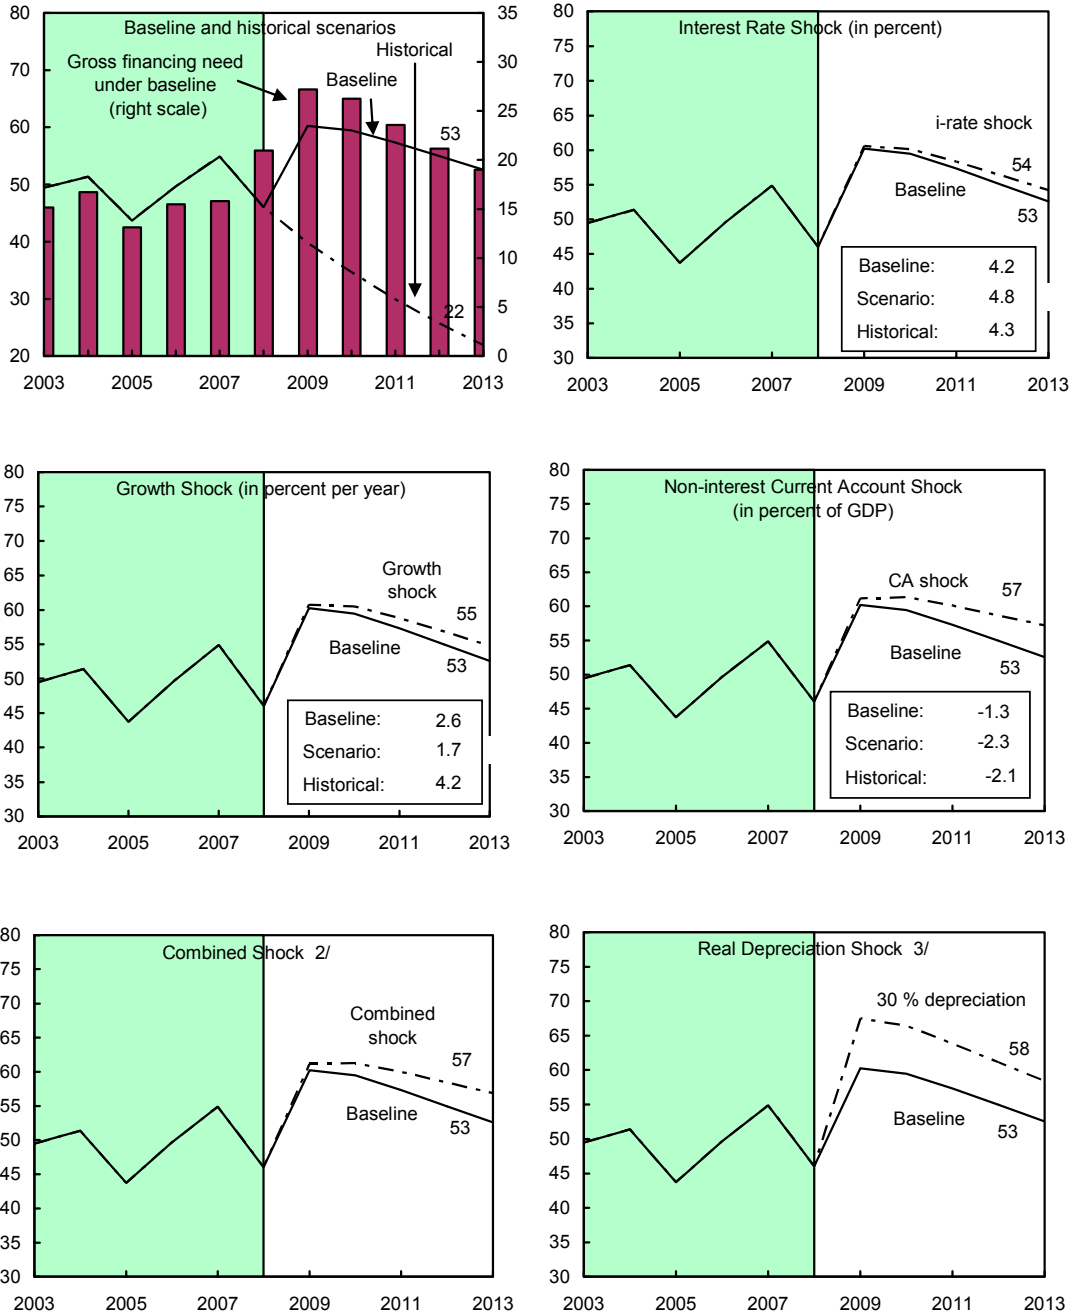 Baseline and historical scenarios
Historical
Gross financing need
under baseline
(right scale)
Baseline
53
22
80
70
60
50
40
30
20
35
30
25
20
15
10
5
0
2003 2005 2007 2009 2011 2013
Interest Rate Shock (in percent)
i-rate shock
54
Baseline
53
Baseline: 4.2
Scenario: 4.8
Historical: 4.3
80
75
70
65
60
55
50
45
40
35
30
2003 2005 2007 2009 2011 2013
Growth Shock (in percent per year)
Growth
shock
55
Baseline
53
Baseline: 2.6
Scenario: 1.7
Historical: 4.2
80
75
70
65
60
55
50
45
40
35
30
2003 2005 2007 2009 2011 2013
Non-interest Current Account Shock
(in percent of GDP)
CA shock
57
Baseline
53
Baseline: -1.3
Scenario: -2.3
Historical: -2.1
80
75
70
65
60
55
50
45
40
35
30
2003 2005 2007 2009 2011 2013
Combined Shock 2/
Combined
shock
57
Baseline
53
80
75
70
65
60
55
50
45
40
35
30
2003 2005 2007 2009 2011 2013
Real Depreciation Shock 3/
30 % depreciation
58
Baseline
53
80
75
70
65
60
55
50
45
40
35
30
2003 2005 2007 2009 2011 2013